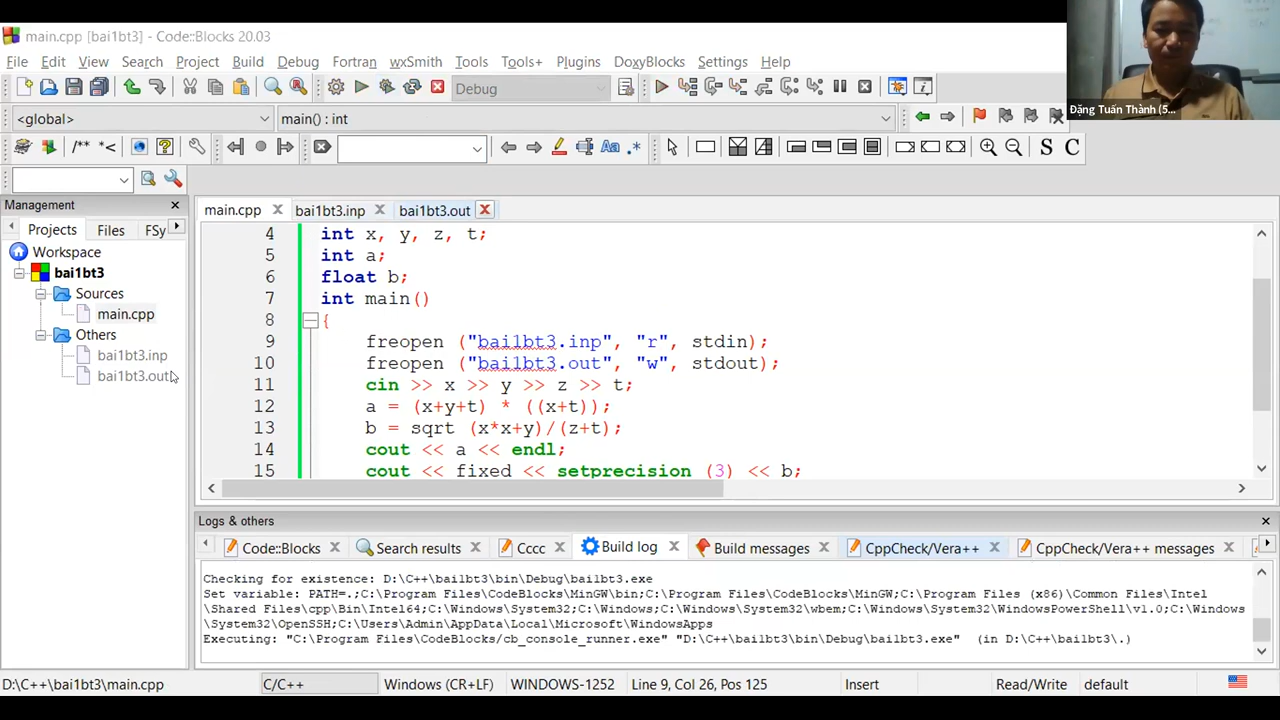 main.cpp [bai1bt3] - Code::Blocks 20.03
File Edit View Search Project Build Debug Fortran wxSmith Tools Tools+ Plugins DoxyBlocks Settings Help
Đặng Tuấn Thành (5...
Debug
<global> main() : int
/** *< Aa .* S C
Management
main.cpp bai1bt3.inp bai1bt3.out
Projects Files FSy
Workspace
bai1bt3
Sources
main.cpp
Others
bai1bt3.inp
bai1bt3.out
4 int x, y, z, t;
5 int a;
6 float b;
7 int main()
8 {
9 freopen ("bai1bt3.inp", "r", stdin);
10 freopen ("bai1bt3.out", "w", stdout);
11 cin >> x >> y >> z >> t;
12 a = (x+y+t) * ((x+t));
13 b = sqrt (x*x+y)/(z+t);
14 cout << a << endl;
15 cout << fixed << setprecision (3) << b;
Logs & others
Code::Blocks Search results Cccc Build log Build messages CppCheck/Vera++ CppCheck/Vera++ messages
Checking for existence: D:\C++\bai1bt3\bin\Debug\bai1bt3.exe
Set variable: PATH=.;C:\Program Files\CodeBlocks\MinGW\bin;C:\Program Files\CodeBlocks\MinGW;C:\Program Files (x86)\Common Files\Intel
\Shared Files\cpp\Bin\Intel64;C:\Windows\System32;C:\Windows;C:\Windows\System32\wbem;C:\Windows\System32\WindowsPowerShell\v1.0;C:\Windows
\System32\OpenSSH;C:\Users\Admin\AppData\Local\Microsoft\WindowsApps
Executing: "C:\Program Files\CodeBlocks/cb_console_runner.exe" "D:\C++\bai1bt3\bin\Debug\bai1bt3.exe" (in D:\C++\bai1bt3\.)
D:\C++\bai1bt3\main.cpp C/C++ Windows (CR+LF) WINDOWS-1252 Line 9, Col 26, Pos 125 Insert Read/Write default